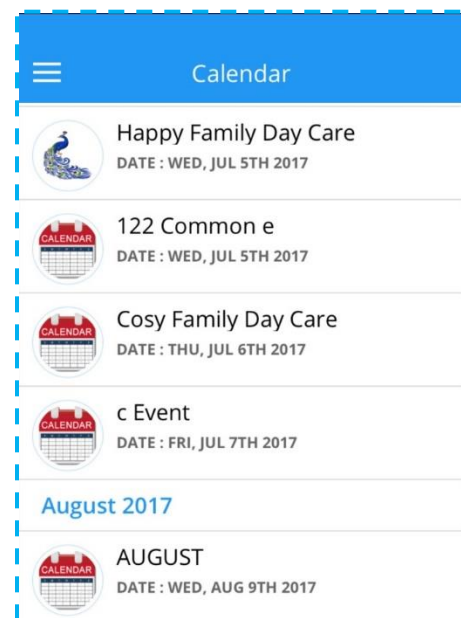 Calendar
Happy Family Day Care
DATE : WED, JUL 5TH 2017
CALENDAR
122 Common e
DATE : WED, JUL 5TH 2017
CALENDAR
Cosy Family Day Care
DATE : THU, JUL 6TH 2017
CALENDAR
c Event
DATE : FRI, JUL 7TH 2017
August 2017
CALENDAR
AUGUST
DATE : WED, AUG 9TH 2017